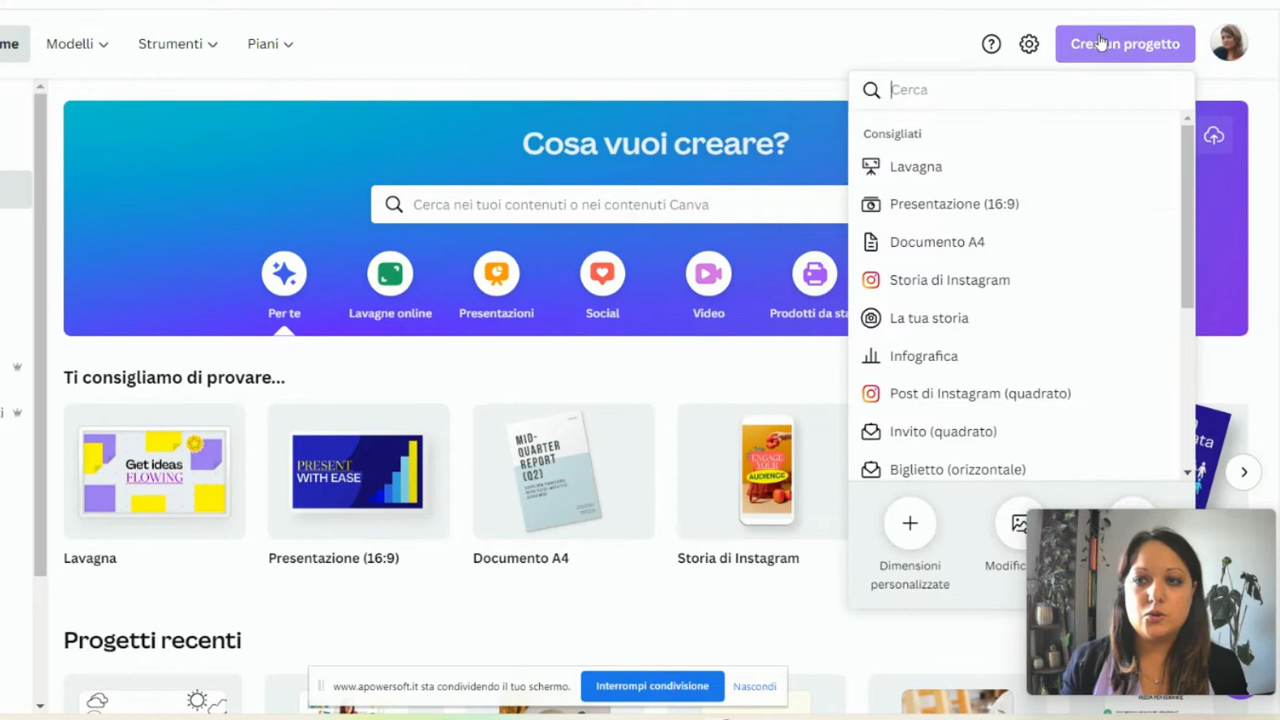 me
Modelli
Strumenti
Piani
Crea un progetto
Cerca
Consigliati
Lavagna
Presentazione (16:9)
Documento A4
Storia di Instagram
La tua storia
Infografica
Post di Instagram (quadrato)
Invito (quadrato)
Biglietto (orizzontale)
Dimensioni
personalizzate
Modific
Cosa vuoi creare?
Cerca nei tuoi contenuti o nei contenuti Canva
Per te
Lavagne online
Presentazioni
Social
Video
Prodotti da sta
Ti consigliamo di provare...
Get ideas
FLOWING
PRESENT
WITH EASE
MID-
QUARTER
REPORT
(Q2)
ENGAGE
YOUR
AUDIENCE
Lavagna
Presentazione (16:9)
Documento A4
Storia di Instagram
Progetti recenti
www.apowersoft.it sta condividendo il tuo schermo.
Interrompi condivisione
Nascondi